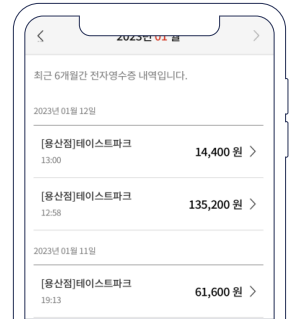 2023년 01 월
최근 6개월간 전자영수증 내역입니다.
2023년 01월 12일
[용산점]테이스트파크
13:00
14,400 원
[용산점]테이스트파크
12:58
135,200 원
2023년 01월 11일
[용산점]테이스트파크
19:13
61,600 원